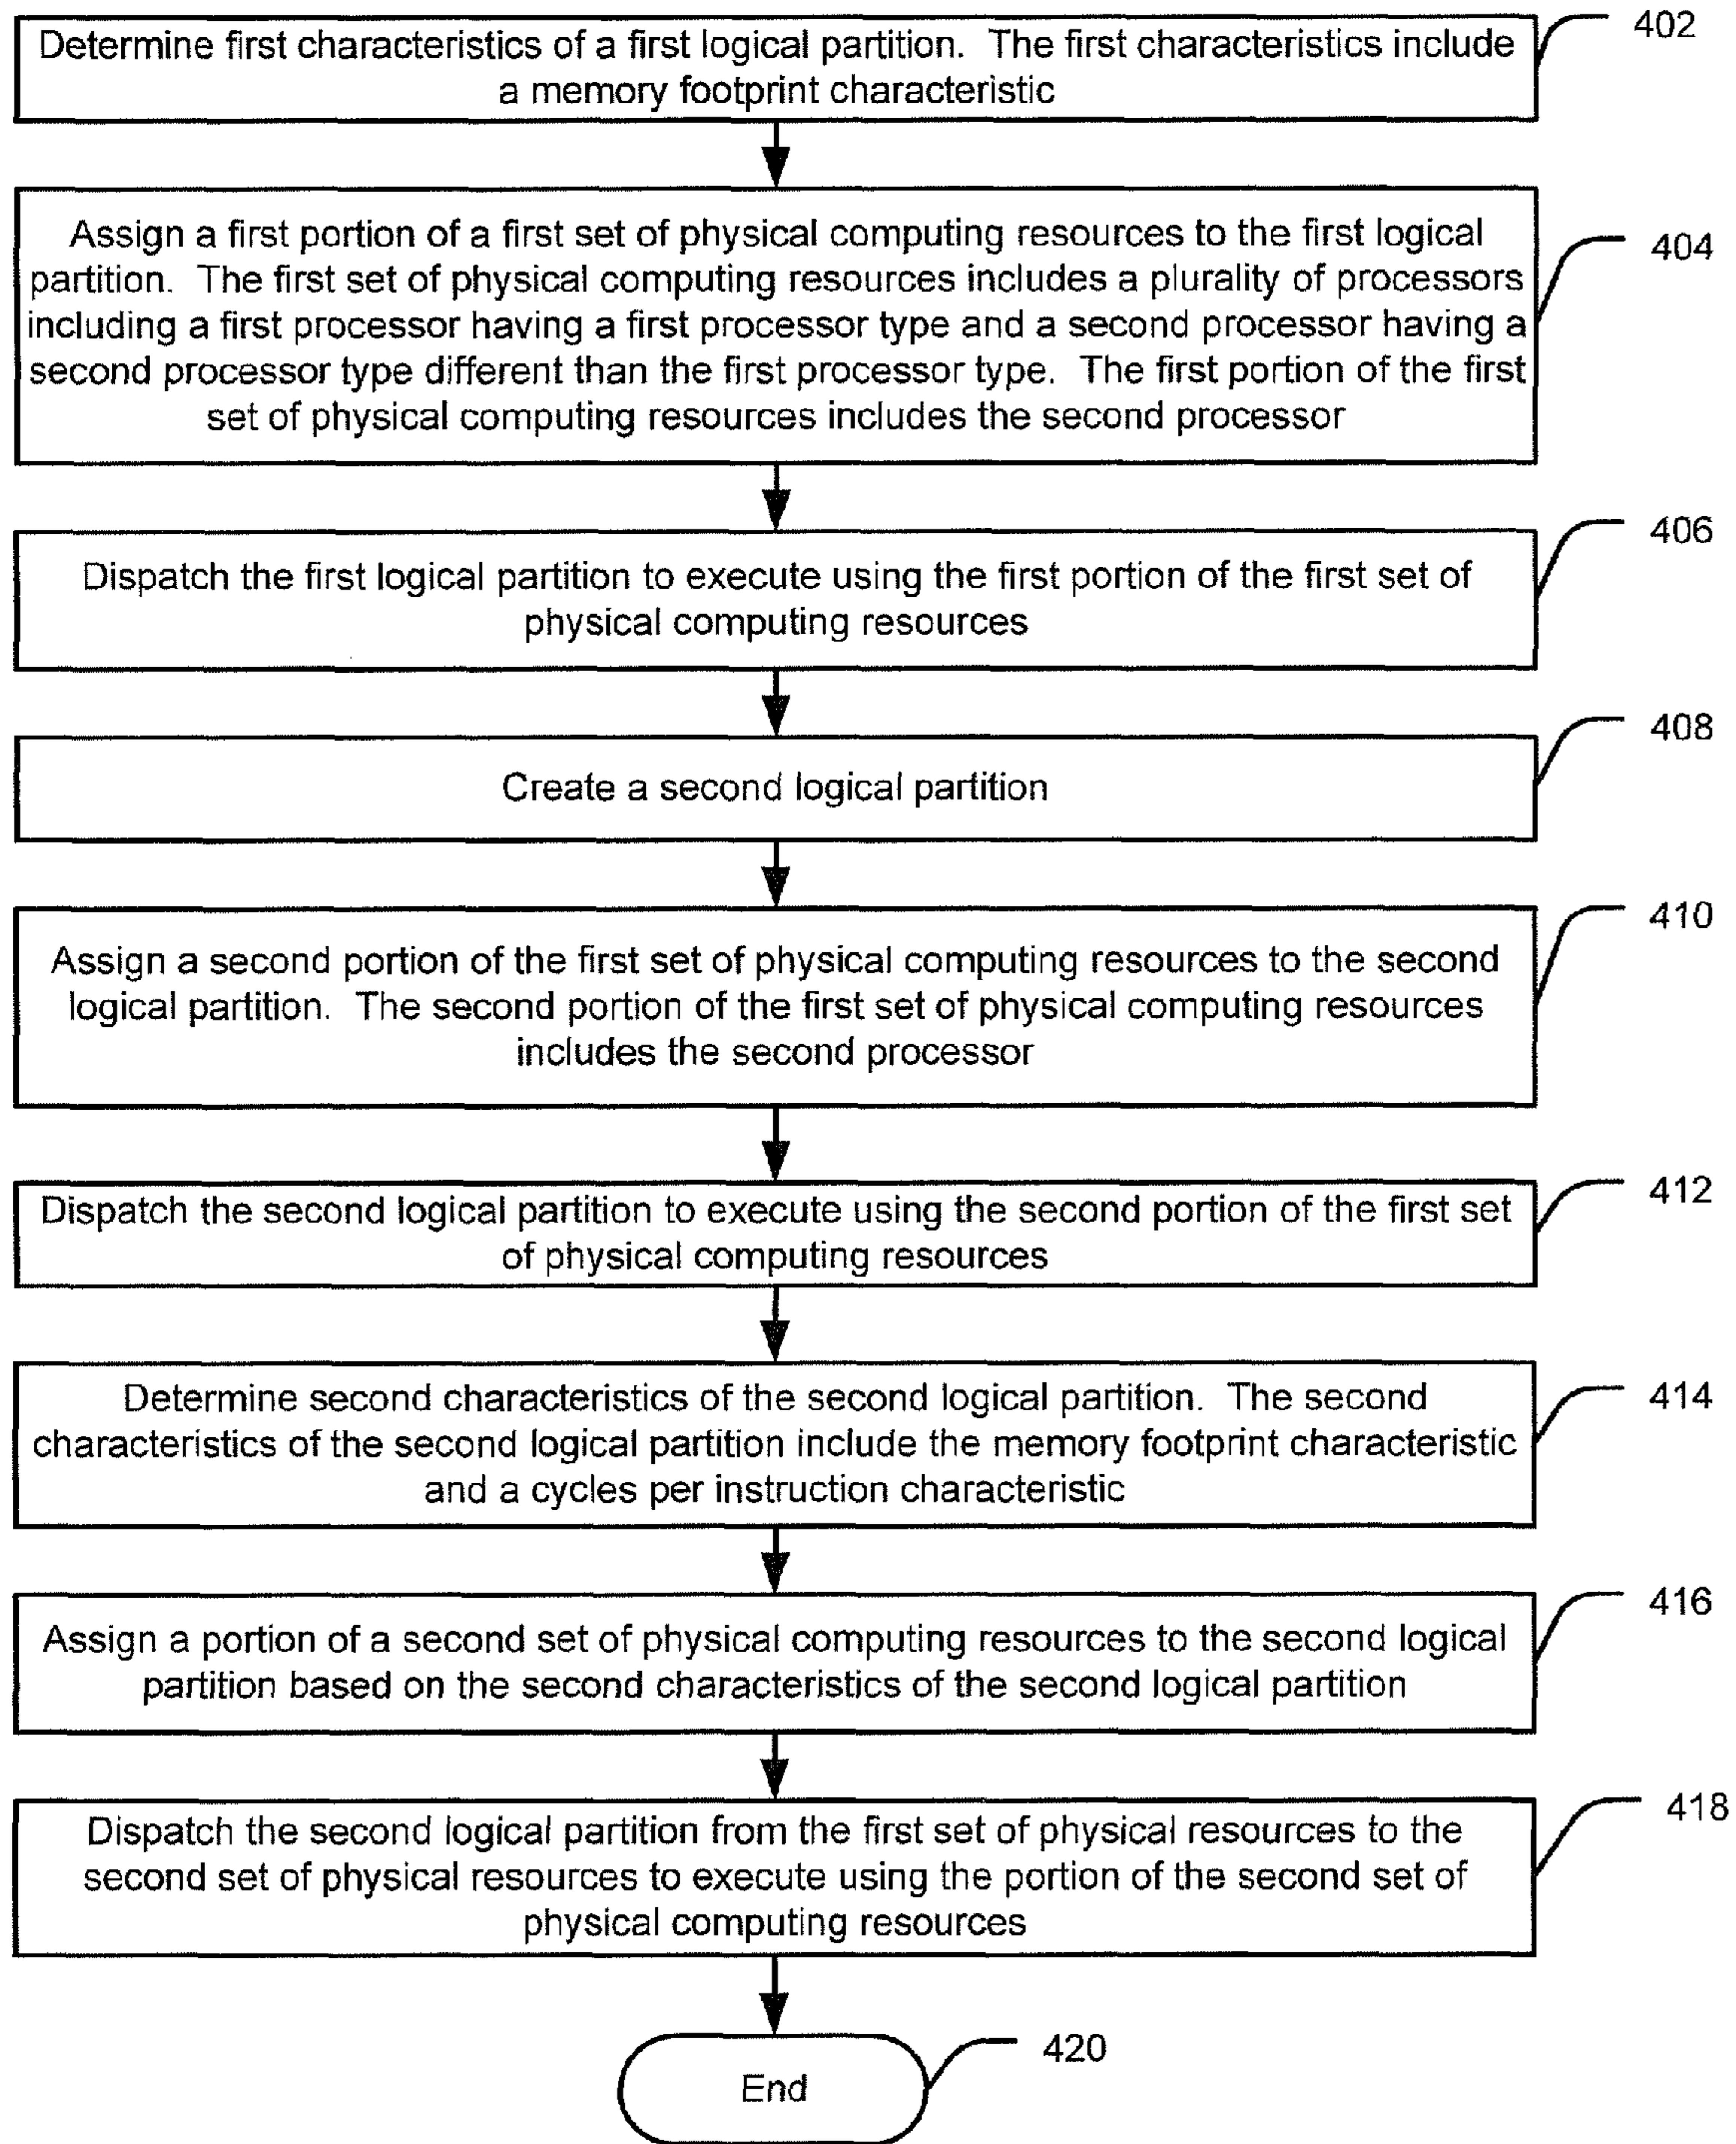 Determine first characteristics of a first logical partition. The first characteristics include
a memory footprint characteristic
402
Assign a first portion of a first set of physical computing resources to the first logical
partition. The first set of physical computing resources includes a plurality of processors
including a first processor having a first processor type and a second processor having a
second processor type different than the first processor type. The first portion of the first
set of physical computing resources includes the second processor
404
Dispatch the first logical partition to execute using the first portion of the first set of
physical computing resources
406
Create a second logical partition
408
Assign a second portion of the first set of physical computing resources to the second
logical partition. The second portion of the first set of physical computing resources
includes the second processor
410
Dispatch the second logical partition to execute using the second portion of the first set
of physical computing resources
412
Determine second characteristics of the second logical partition. The second
characteristics of the second logical partition include the memory footprint characteristic
and a cycles per instruction characteristic
414
Assign a portion of a second set of physical computing resources to the second logical
partition based on the second characteristics of the second logical partition
416
Dispatch the second logical partition from the first set of physical resources to the
second set of physical resources to execute using the portion of the second set of
physical computing resources
418
End
420